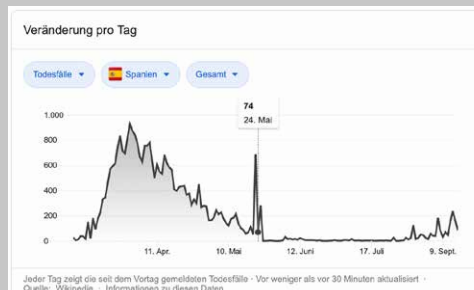 Veränderung pro Tag
Todesfälle
Spanien
Gesamt
74
24. Mai
1.000
800
600
400
200
0
11. Apr.
10. Mai
12. Juni
17. Juli
9. Sept.
Jeder Tag zeigt die seit dem Vortag gemeldeten Todesfälle · Vor weniger als vor 30 Minuten aktualisiert ·
Quelle: Wikipedia · Informationen zu diesen Daten